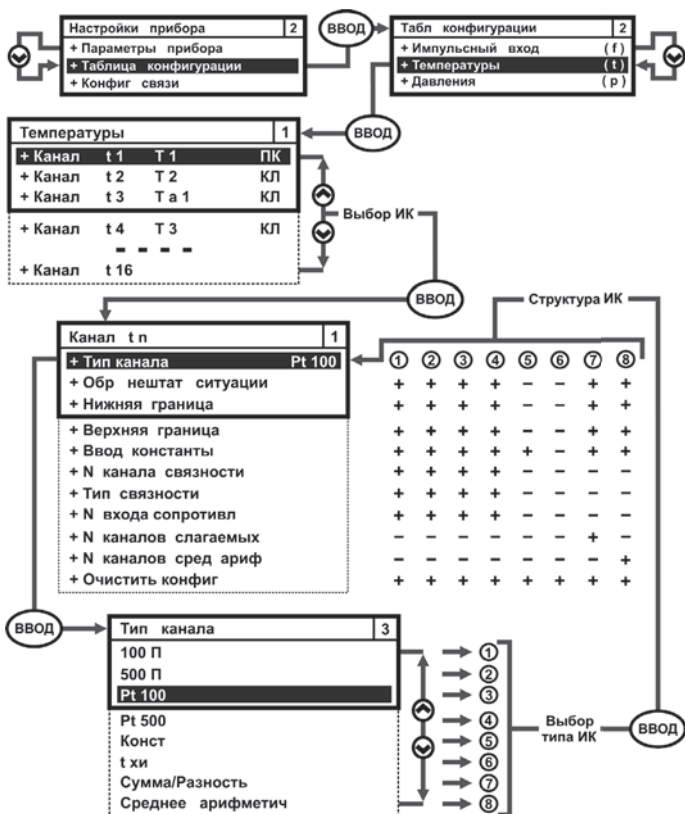 Настройки прибора 2
+ Параметры прибора
+ Таблица конфигурации
+ Конфиг связи
ВВОД
Табл конфигурации 2
+ Импульсный вход (f)
+ Температуры (t)
+ Давления (p)
ВВОД
Температуры 1
+ Канал t 1 T 1 ПК
+ Канал t 2 T 2 КЛ
+ Канал t 3 T a 1 КЛ
+ Канал t 4 T 3 КЛ
- - - -
+ Канал t 16
Выбор ИК
ВВОД
Структура ИК
Канал t n 1
① ② ③ ④ ⑤ ⑥ ⑦ ⑧
+ Тип канала Pt 100
+ Обр нештат ситуации + + + + – – + +
+ Нижняя граница + + + + – – + +
+ Верхняя граница + + + + – – + +
+ Ввод константы + + + + + – + +
+ N канала связности + + + + – – – –
+ Тип связности + + + + – – – –
+ N входа сопротивл + + + + – – – –
+ N каналов слагаемых – – – – – – + –
+ N каналов сред ариф – – – – – – – +
+ Очистить конфиг + + + + + + + +
ВВОД
Тип канала 3
100 П ①
500 П ②
Pt 100 ③
Pt 500 ④
Конст ⑤
t хи ⑥
Сумма/Разность ⑦
Среднее арифметич ⑧
Выбор
типа ИК
ВВОД